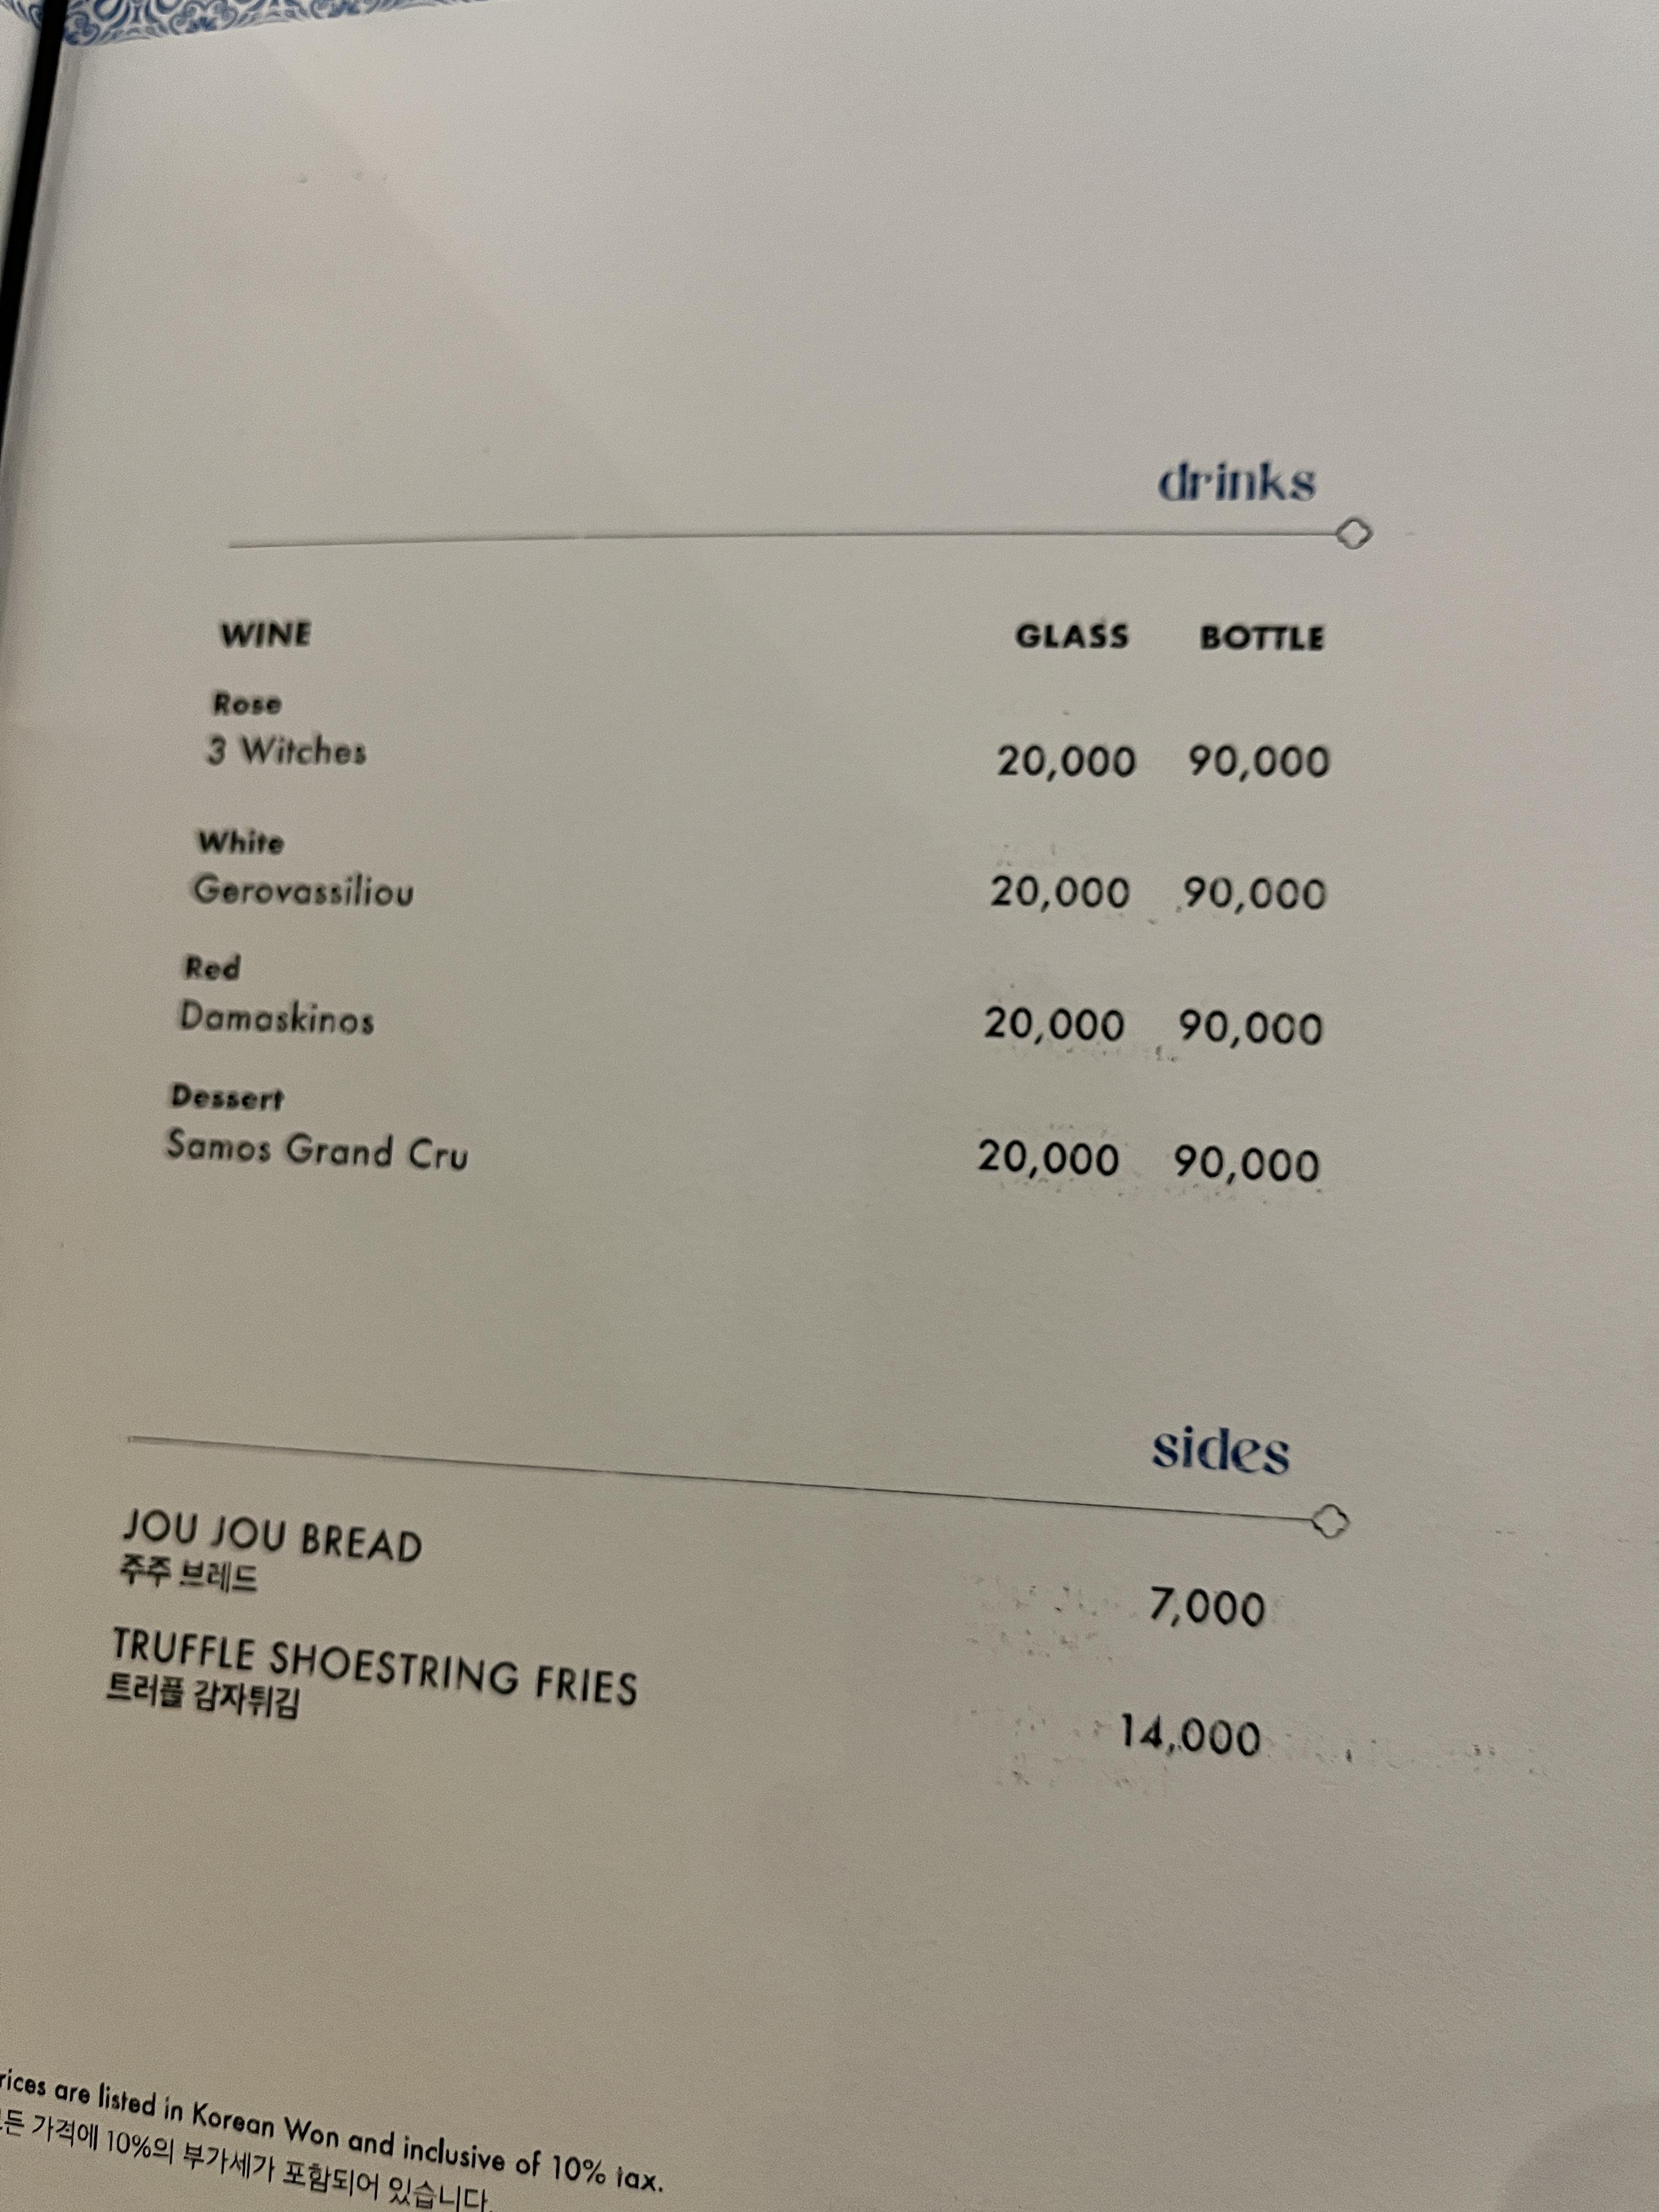 drinks
WINE GLASS BOTTLE
Rose
3 Witches 20,000 90,000
White
Gerovassiliou 20,000 90,000
Red
Damaskinos 20,000 90,000
Dessert
Samos Grand Cru 20,000 90,000
sides
JOU JOU BREAD
주주 브레드 7,000
TRUFFLE SHOESTRING FRIES
트러플 감자튀김 14,000
rices are listed in Korean Won and inclusive of 10% tax.
든 가격에 10%의 부가세가 포함되어 있습니다.